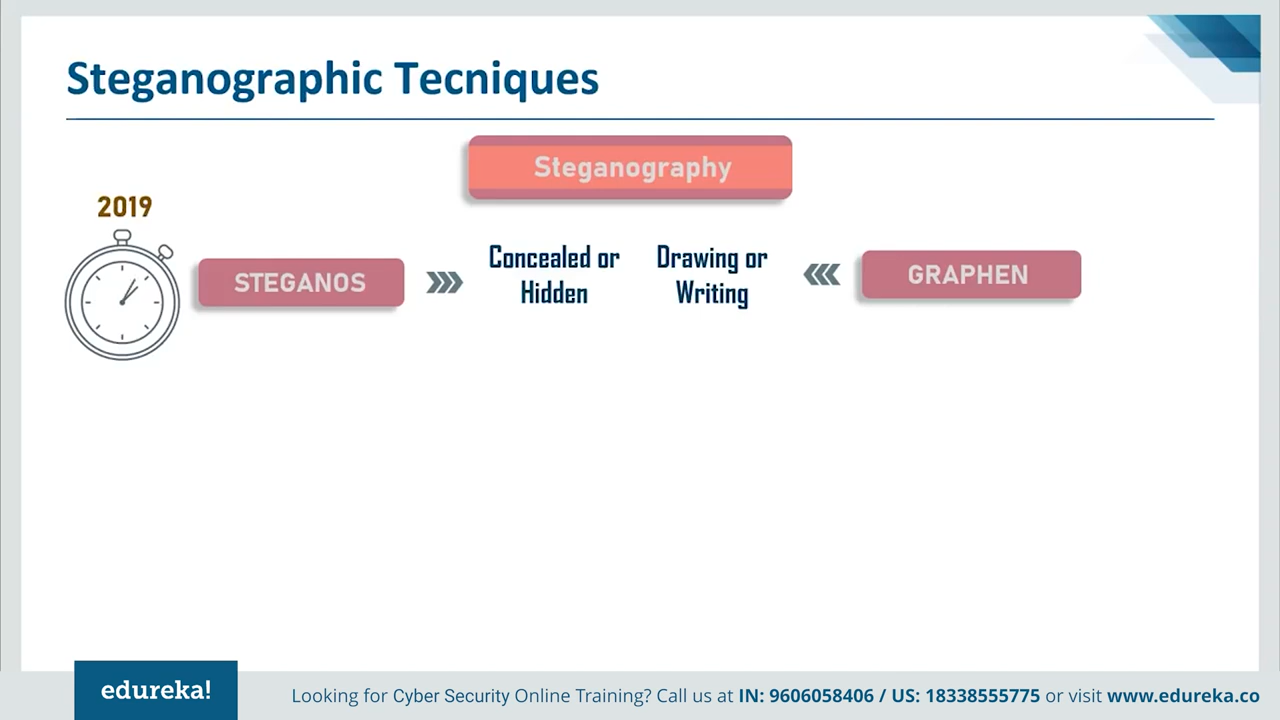 Steganographic Tecniques
Steganography
2019
STEGANOS
Concealed or
Hidden
Drawing or
Writing
GRAPHEN
edureka!
Looking for Cyber Security Online Training? Call us at IN: 9606058406 / US: 18338555775 or visit www.edureka.co